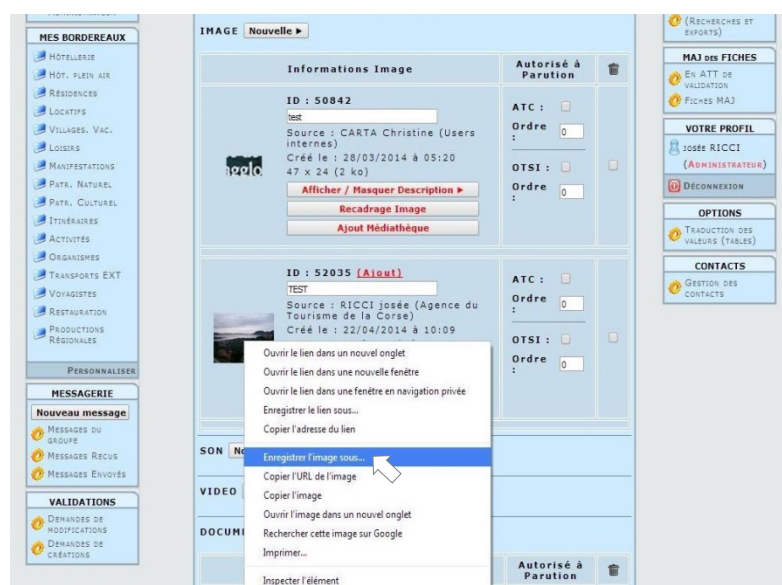 MES BORDEREAUX
HÔTELLERIE
HÔT. PLEIN AIR
RÉSIDENCES
LOCATIFS
VILLAGES. VAC.
LOISIRS
MANIFESTATIONS
PATR. NATUREL
PATR. CULTUREL
ITINÉRAIRES
ACTIVITÉS
ORGANISMES
TRANSPORTS EXT
VOYAGISTES
RESTAURATION
PRODUCTIONS
RÉGIONALES
PERSONNALISER
MESSAGERIE
Nouveau message
MESSAGES DU
GROUPE
MESSAGES RECUS
MESSAGES ENVOYÉS
VALIDATIONS
DEMANDES DE
MODIFICATIONS
DEMANDES DE
CRÉATIONS
IMAGE Nouvelle ►
Informations Image
Autorisé à
Parution
ID : 50842
test
Source : CARTA Christine (Users
internes)
Créé le : 28/03/2014 à 05:20
47 x 24 (2 ko)
Afficher / Masquer Description ►
Recadrage Image
Ajout Médiathèque
agglo
ATC :
Ordre
: 0
OTSI :
Ordre
: 0
ID : 52035 (Ajout)
TEST
Source : RICCI josée (Agence du
Tourisme de la Corse)
Créé le : 22/04/2014 à 10:09
ATC :
Ordre
: 0
OTSI :
Ordre
: 0
Ouvrir le lien dans un nouvel onglet
Ouvrir le lien dans une nouvelle fenêtre
Ouvrir le lien dans une fenêtre en navigation privée
Enregistrer le lien sous...
Copier l'adresse du lien
Enregistrer l'image sous...
Copier l'URL de l'image
Copier l'image
Ouvrir l'image dans un nouvel onglet
Rechercher cette image sur Google
Imprimer...
Inspecter l'élément
SON
VIDEO
DOCUM
Autorisé à
Parution
(RECHERCHES ET
EXPORTS)
MAJ DES FICHES
EN ATT DE
VALIDATION
FICHES MAJ
VOTRE PROFIL
JOSÉE RICCI
(ADMINISTRATEUR)
DÉCONNEXION
OPTIONS
TRADUCTION DES
VALEURS (TABLES)
CONTACTS
GESTION DES
CONTACTS